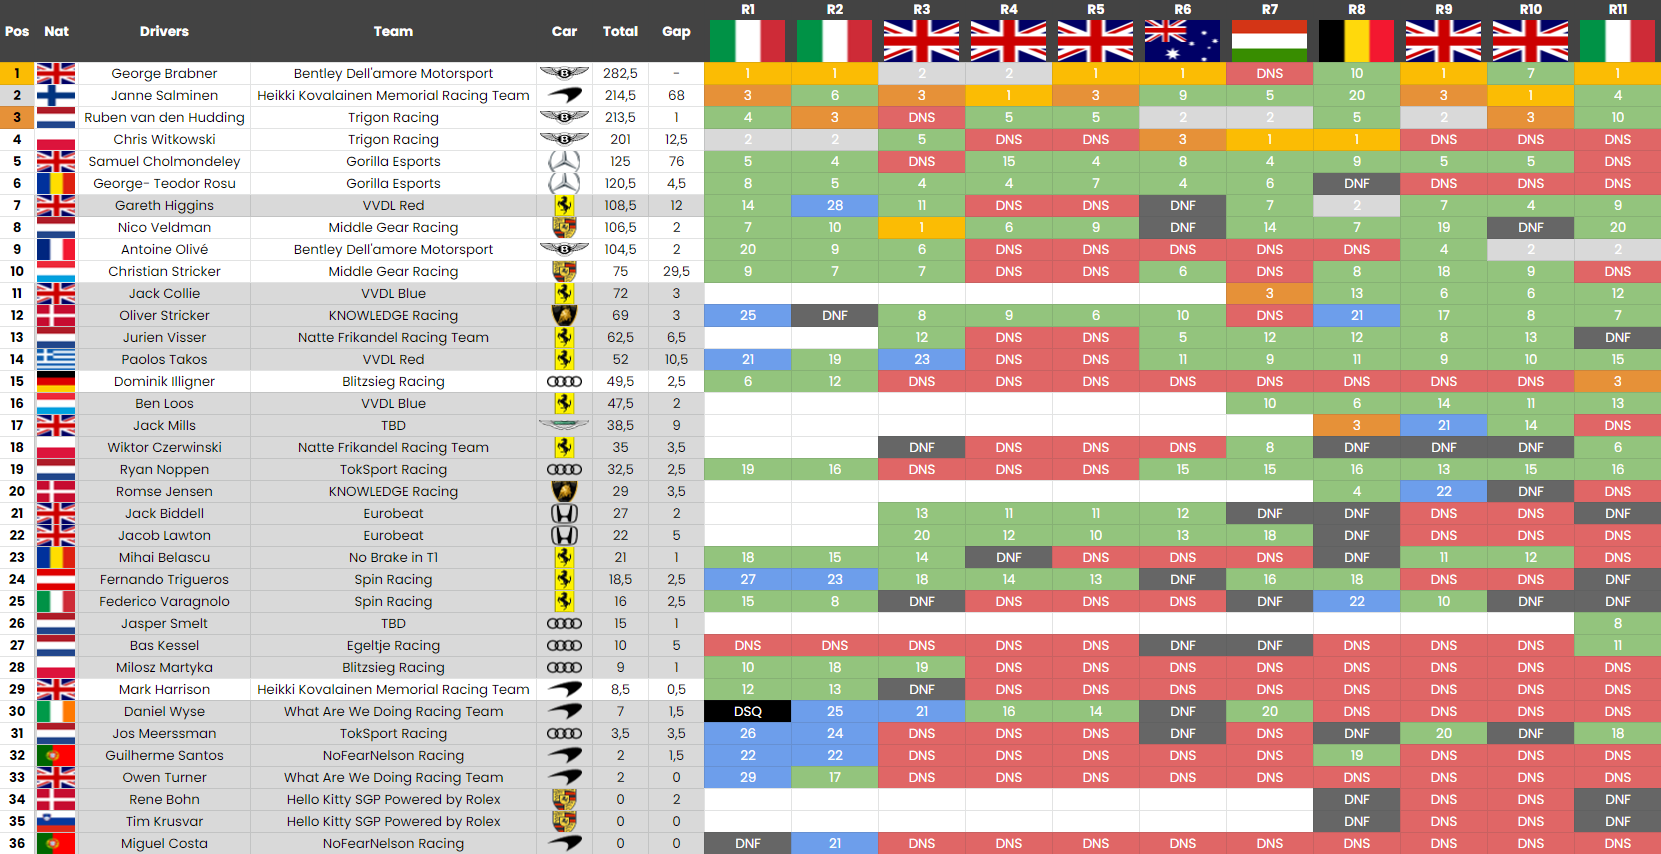 R1 R2 R3 R4 R5 R6 R7 R8 R9 R10 R11
Pos Nat Drivers Team Car Total Gap
1 George Brabner Bentley Dell'amore Motorsport 282,5 - 1 1 2 2 1 1 DNS 10 1 7 1
2 Janne Salminen Heikki Kovalainen Memorial Racing Team 214,5 68 3 6 3 1 3 9 5 20 3 1 4
3 Ruben van den Hudding Trigon Racing 213,5 1 4 3 DNS 5 5 2 2 5 2 3 10
4 Chris Witkowski Trigon Racing 201 12,5 2 2 5 DNS DNS 3 1 1 DNS DNS DNS
5 Samuel Cholmondeley Gorilla Esports 125 76 5 4 DNS 15 4 8 4 9 5 5 DNS
6 George- Teodor Rosu Gorilla Esports 120,5 4,5 8 5 4 4 7 4 6 DNF DNS DNS DNS
7 Gareth Higgins VVDL Red 108,5 12 14 28 11 DNS DNS DNF 7 2 7 4 9
8 Nico Veldman Middle Gear Racing 106,5 2 7 10 1 6 9 DNF 14 7 19 DNF 20
9 Antoine Olivé Bentley Dell'amore Motorsport 104,5 2 20 9 6 DNS DNS DNS DNS DNS 4 2 2
10 Christian Stricker Middle Gear Racing 75 29,5 9 7 7 DNS DNS 6 DNS 8 18 9 DNS
11 Jack Collie VVDL Blue 72 3 3 13 6 6 12
12 Oliver Stricker KNOWLEDGE Racing 69 3 25 DNF 8 9 6 10 DNS 21 17 8 7
13 Jurien Visser Natte Frikandel Racing Team 62,5 6,5 12 DNS DNS 5 12 12 8 13 DNF
14 Paolos Takos VVDL Red 52 10,5 21 19 23 DNS DNS 11 9 11 9 10 15
15 Dominik Illigner Blitzsieg Racing 49,5 2,5 6 12 DNS DNS DNS DNS DNS DNS DNS DNS 3
16 Ben Loos VVDL Blue 47,5 2 10 6 14 11 13
17 Jack Mills TBD 38,5 9 3 21 14 DNS
18 Wiktor Czerwinski Natte Frikandel Racing Team 35 3,5 DNF DNS DNS DNS 8 DNF DNF DNF 6
19 Ryan Noppen TokSport Racing 32,5 2,5 19 16 DNS DNS DNS 15 15 16 13 15 16
20 Romse Jensen KNOWLEDGE Racing 29 3,5 4 22 DNF DNS
21 Jack Biddell Eurobeat 27 2 13 11 11 12 DNF DNF DNS DNS DNF
22 Jacob Lawton Eurobeat 22 5 20 12 10 13 18 DNF DNS DNS DNS
23 Mihai Belascu No Brake in T1 21 1 18 15 14 DNF DNS DNS DNS DNF 11 12 DNS
24 Fernando Trigueros Spin Racing 18,5 2,5 27 23 18 14 13 DNF 16 18 DNS DNS DNF
25 Federico Varagnolo Spin Racing 16 2,5 15 8 DNF DNS DNS DNS DNF 22 10 DNF DNF
26 Jasper Smelt TBD 15 1 8
27 Bas Kessel Egeltje Racing 10 5 DNS DNS DNS DNS DNS DNF DNF DNS DNS DNS 11
28 Milosz Martyka Blitzsieg Racing 9 1 10 18 19 DNS DNS DNS DNS DNS DNS DNS DNS
29 Mark Harrison Heikki Kovalainen Memorial Racing Team 8,5 0,5 12 13 DNF DNS DNS DNS DNS DNS DNS DNS DNS
30 Daniel Wyse What Are We Doing Racing Team 7 1,5 DSQ 25 21 16 14 DNF 20 DNS DNS DNS DNS
31 Jos Meerssman TokSport Racing 3,5 3,5 26 24 DNS DNS DNS DNF DNS DNF 20 DNF 18
32 Guilherme Santos NoFearNelson Racing 2 1,5 22 22 DNS DNS DNS DNS DNS 19 DNS DNS DNS
33 Owen Turner What Are We Doing Racing Team 2 0 29 17 DNS DNS DNS DNS DNS DNS DNS DNS DNS
34 Rene Bohn Hello Kitty SGP Powered by Rolex 0 2 DNF DNS DNS DNF
35 Tim Krusvar Hello Kitty SGP Powered by Rolex 0 0 DNF DNS DNS DNF
36 Miguel Costa NoFearNelson Racing 0 0 DNF 21 DNS DNS DNS DNS DNS DNS DNS DNS DNS